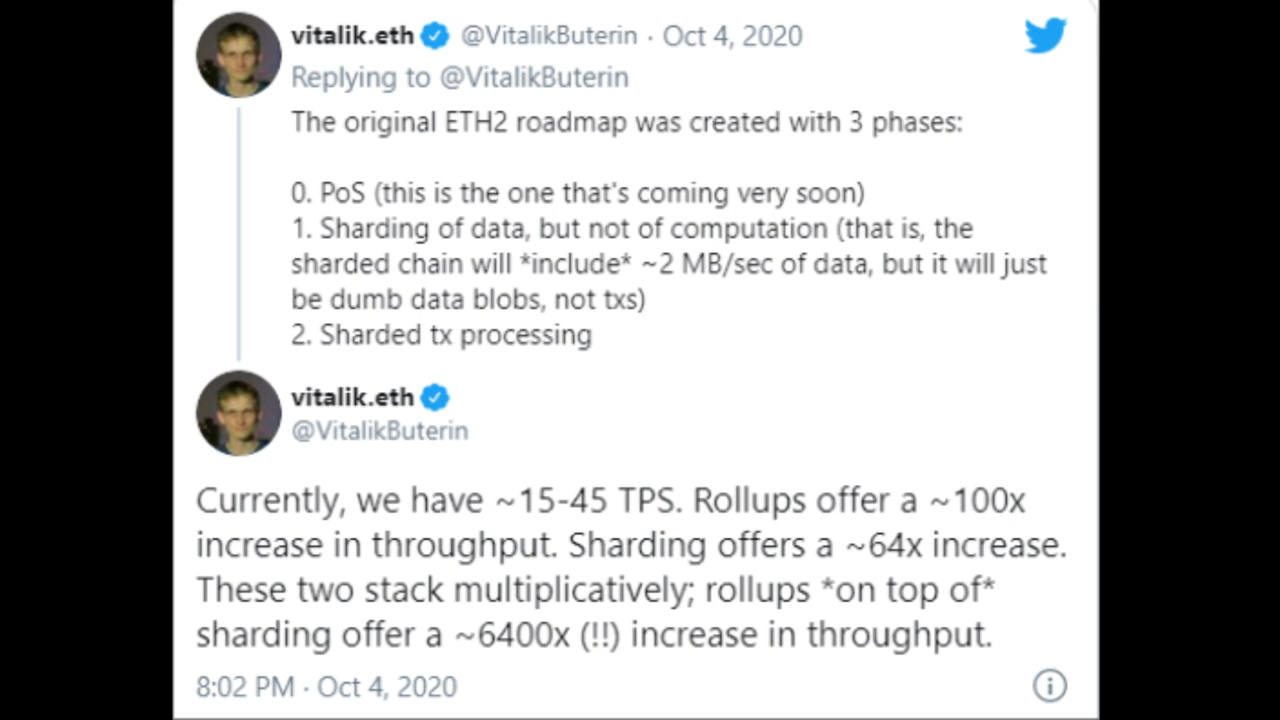 vitalik.eth @VitalikButerin · Oct 4, 2020
Replying to @VitalikButerin
The original ETH2 roadmap was created with 3 phases:
0. PoS (this is the one that's coming very soon)
1. Sharding of data, but not of computation (that is, the
sharded chain will *include* ~2 MB/sec of data, but it will just
be dumb data blobs, not txs)
2. Sharded tx processing
vitalik.eth
@VitalikButerin
Currently, we have ~15-45 TPS. Rollups offer a ~100x
increase in throughput. Sharding offers a ~64x increase.
These two stack multiplicatively; rollups *on top of*
sharding offer a ~6400x (!!) increase in throughput.
8:02 PM · Oct 4, 2020